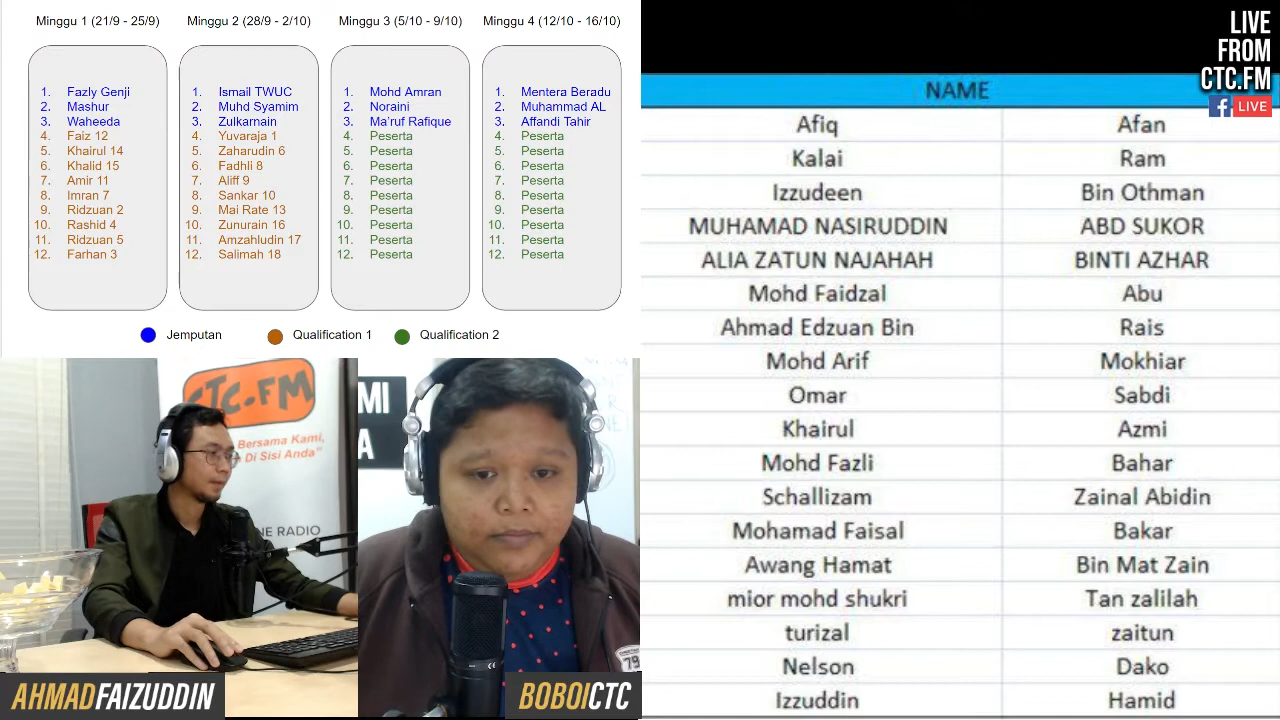 Minggu 1 (21/9 - 25/9)
Minggu 2 (28/9 - 2/10)
Minggu 3 (5/10 - 9/10)
Minggu 4 (12/10 - 16/10)
1. Fazly Genji
2. Mashur
3. Waheeda
4. Faiz 12
5. Khairul 14
6. Khalid 15
7. Amir 11
8. Imran 7
9. Ridzuan 2
10. Rashid 4
11. Ridzuan 5
12. Farhan 3
1. Ismail TWUC
2. Muhd Syamim
3. Zulkarnain
4. Yuvaraja 1
5. Zaharudin 6
6. Fadhli 8
7. Aliff 9
8. Sankar 10
9. Mai Rate 13
10. Zunurain 16
11. Amzahludin 17
12. Salimah 18
1. Mohd Amran
2. Noraini
3. Ma'ruf Rafique
4. Peserta
5. Peserta
6. Peserta
7. Peserta
8. Peserta
9. Peserta
10. Peserta
11. Peserta
12. Peserta
1. Mentera Beradu
2. Muhammad AL
3. Affandi Tahir
4. Peserta
5. Peserta
6. Peserta
7. Peserta
8. Peserta
9. Peserta
10. Peserta
11. Peserta
12. Peserta
Jemputan
Qualification 1
Qualification 2
LIVE
FROM
CTC.FM
f LIVE
NAME
Afiq Afan
Kalai Ram
Izzudeen Bin Othman
MUHAMAD NASIRUDDIN ABD SUKOR
ALIA ZATUN NAJAHAH BINTI AZHAR
Mohd Faidzal Abu
Ahmad Edzuan Bin Rais
Mohd Arif Mokhiar
Omar Sabdi
Khairul Azmi
Mohd Fazli Bahar
Schallizam Zainal Abidin
Mohamad Faisal Bakar
Awang Hamat Bin Mat Zain
mior mohd shukri Tan zalilah
turizal zaitun
Nelson Dako
Izzuddin Hamid
CTC.FM
Bersama Kami,
Di Sisi Anda"
NE RADIO
MI
A
79
AHMADFAIZUDDIN
BOBOICTC